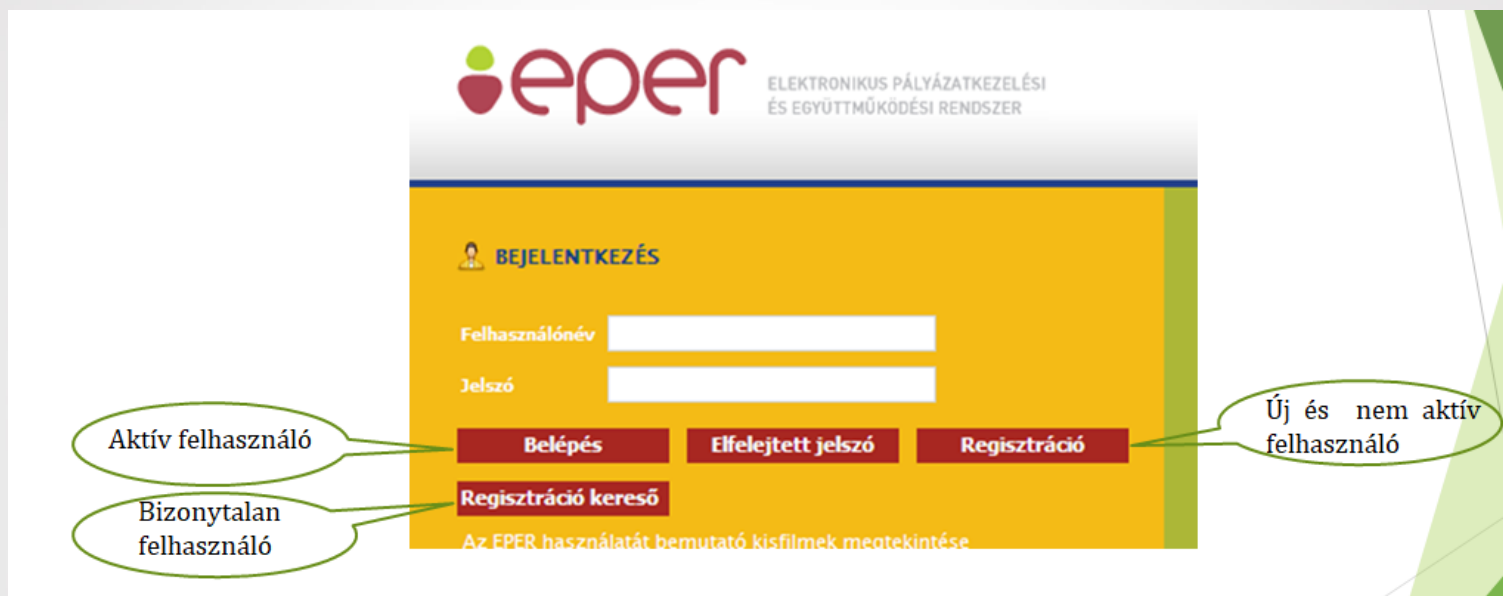 eper
ELEKTRONIKUS PÁLYÁZATKEZELÉSI
ÉS EGYÜTTMŰKÖDÉSI RENDSZER
BEJELENTKEZÉS
Felhasználónév
Jelszó
Aktív felhasználó
Belépés
Elfelejtett jelszó
Regisztráció
Új és nem aktív
felhasználó
Bizonytalan
felhasználó
Regisztráció kereső
Az EPER használatát bemutató kisfilmek megtekintése